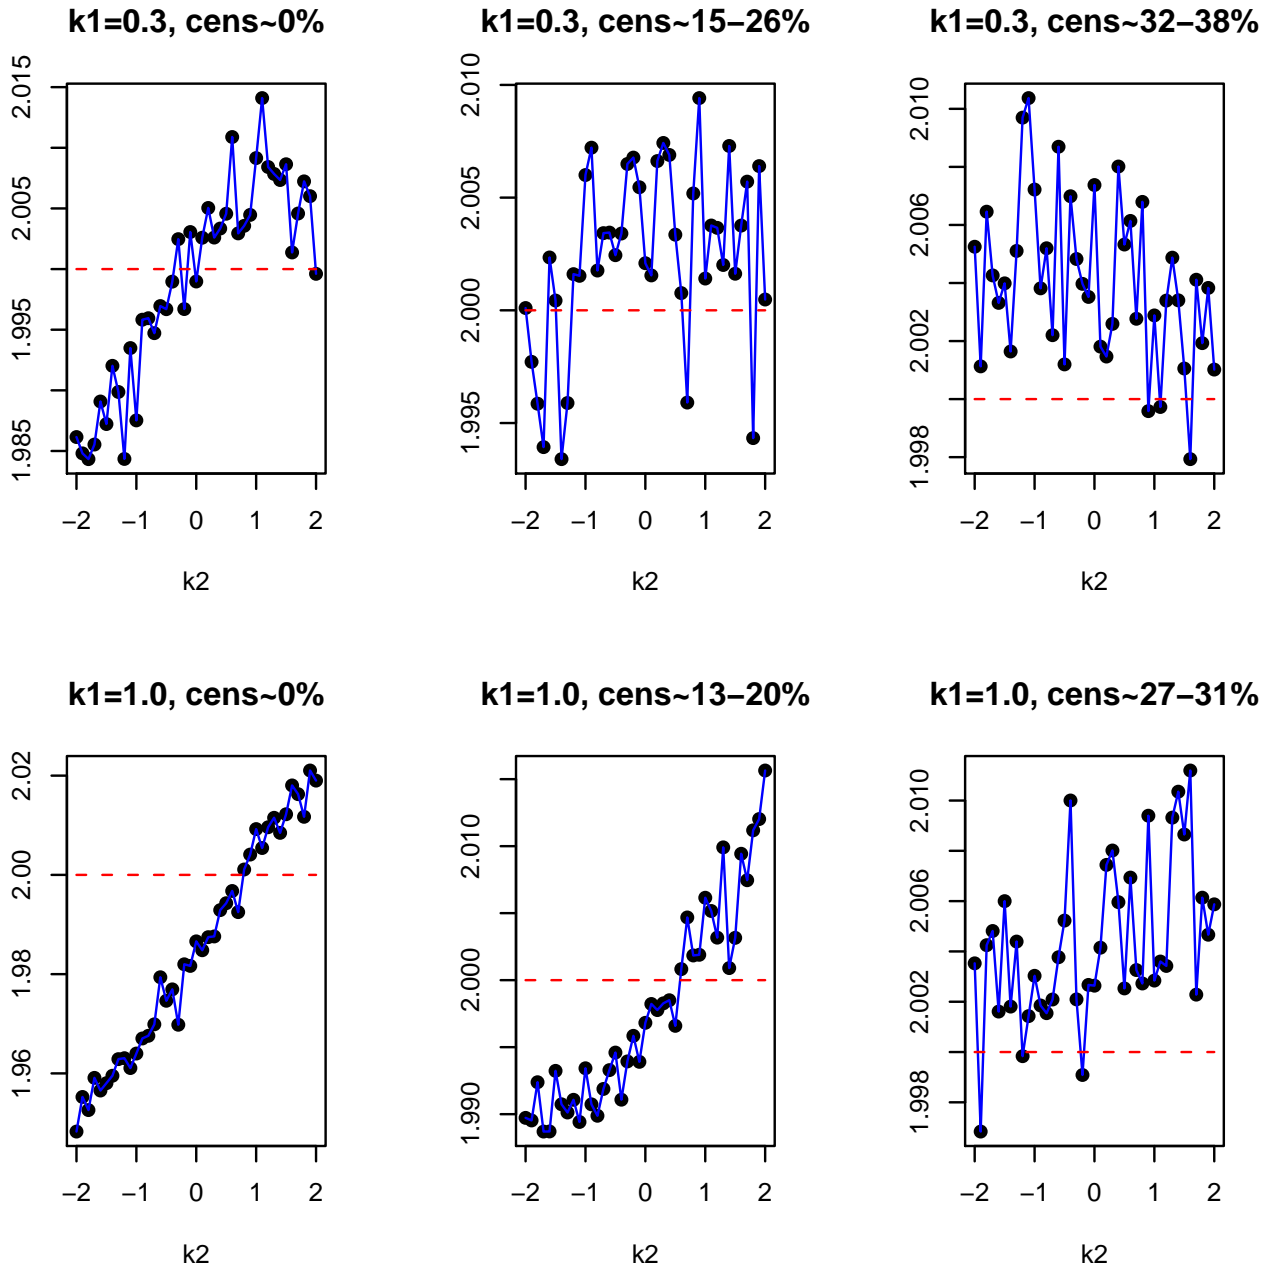 k1=0.3, cens~0%
2.015
2.005
1.995
1.985
−2 −1 0 1 2
k2
k1=0.3, cens~15−26%
2.010
2.005
2.000
1.995
−2 −1 0 1 2
k2
k1=0.3, cens~32−38%
2.010
2.006
2.002
1.998
−2 −1 0 1 2
k2
k1=1.0, cens~0%
2.02
2.00
1.98
1.96
−2 −1 0 1 2
k2
k1=1.0, cens~13−20%
2.010
2.000
1.990
−2 −1 0 1 2
k2
k1=1.0, cens~27−31%
2.010
2.006
2.002
1.998
−2 −1 0 1 2
k2